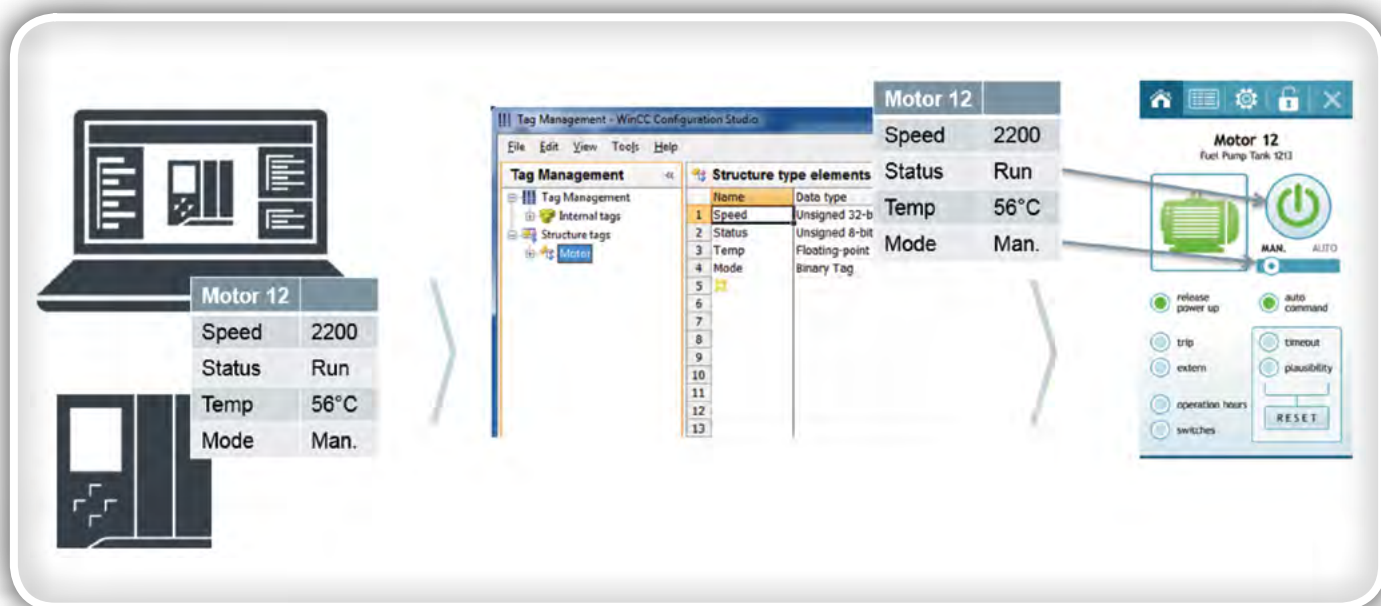 Motor 12
Speed 2200
Status Run
Temp 56°C
Mode Man.
Tag Management - WinCC Configuration Studio
File Edit View Tools Help
Tag Management «
Tag Management
Internal tags
Structure tags
Motor
Structure type elements
Name Data type
1 Speed Unsigned 32-b
2 Status Unsigned 8-bit
3 Temp Floating-point
4 Mode Binary Tag
5
6
7
8
9
10
11
12
13
Motor 12
Speed 2200
Status Run
Temp 56°C
Mode Man.
Motor 12
Fuel Pump Tank 1213
MAN. AUTO
release power up
auto command
trip
timeout
extern
plausibility
operation hours
RESET
switches